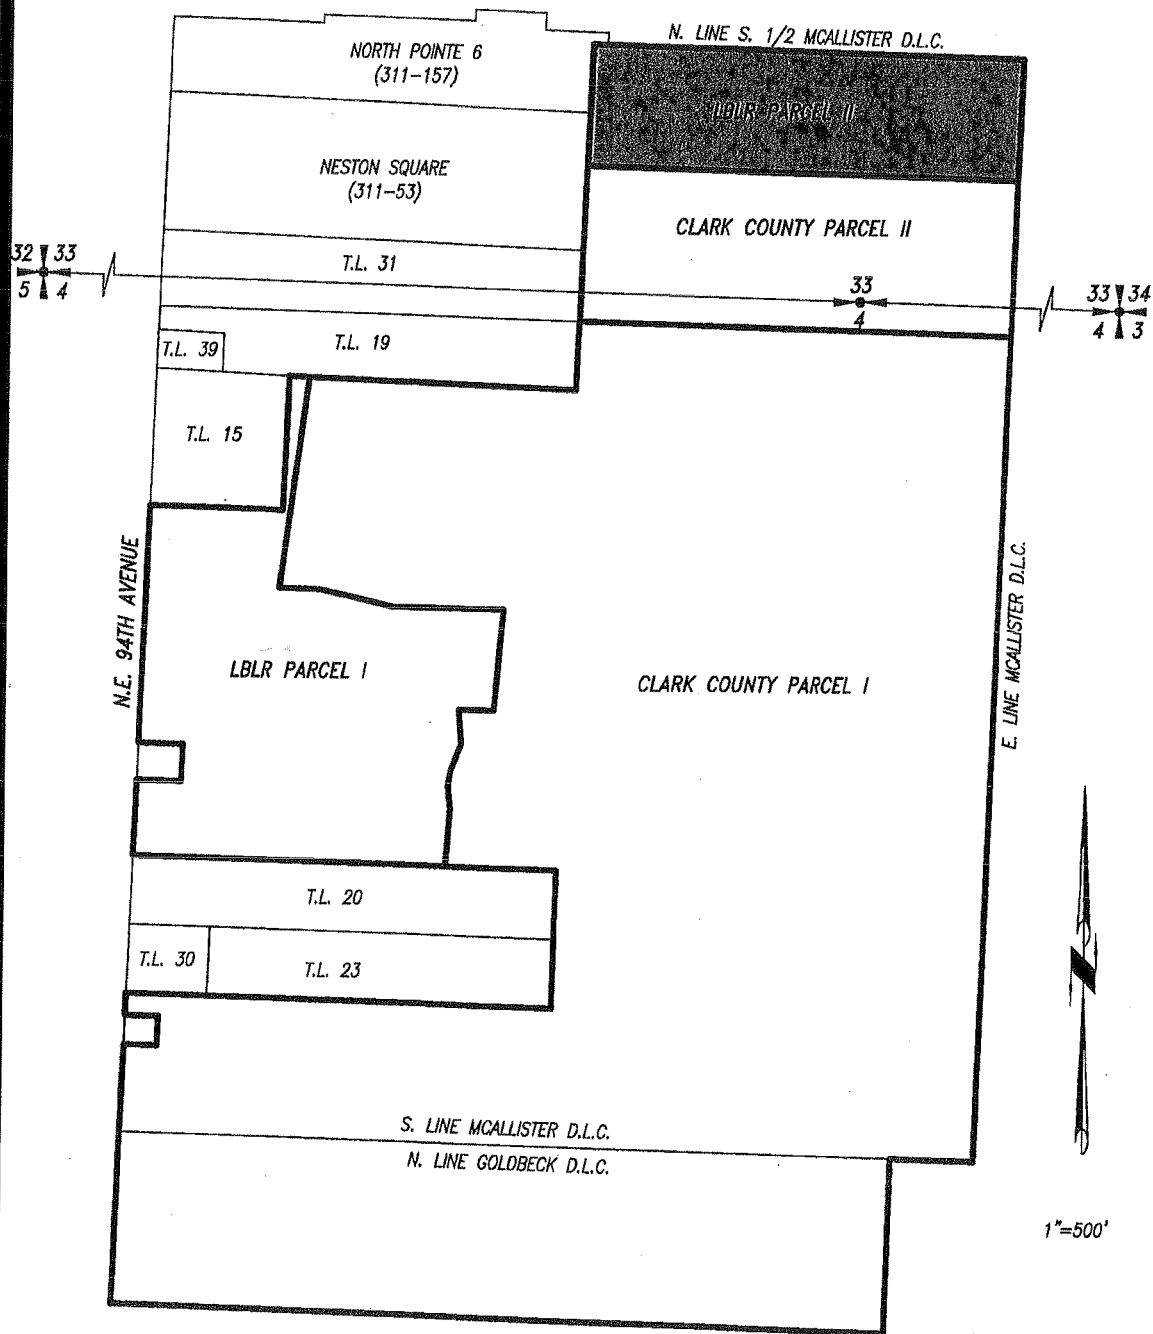 N. LINE S. 1/2 MCALLISTER D.L.C.
NORTH POINTE 6
(311-157)
LBLR PARCEL II
NESTON SQUARE
(311-53)
CLARK COUNTY PARCEL II
32 33
5 4
T.L. 31
33
4
33 34
4 3
T.L. 39
T.L. 19
T.L. 15
N.E. 94TH AVENUE
E. LINE MCALLISTER D.L.C.
LBLR PARCEL I
CLARK COUNTY PARCEL I
T.L. 20
T.L. 30
T.L. 23
S. LINE MCALLISTER D.L.C.
N. LINE GOLDBECK D.L.C.
1"=500'